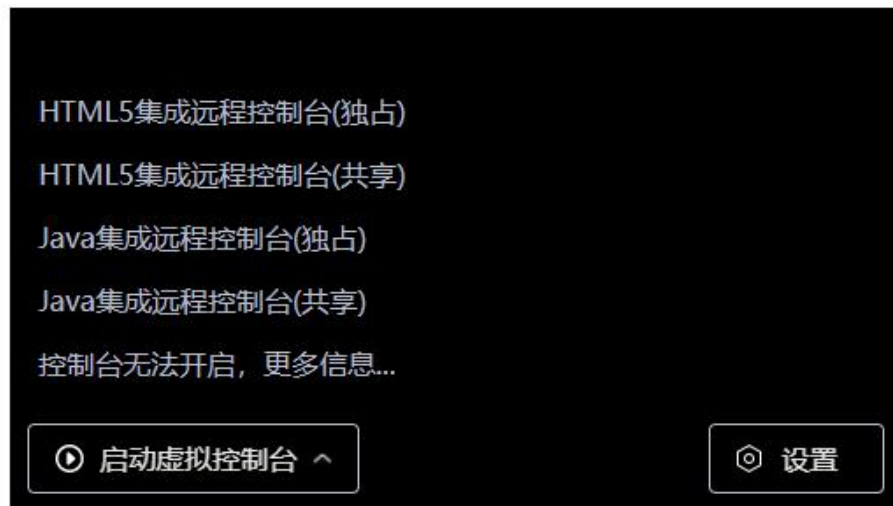 HTML5集成远程控制台(独占)
HTML5集成远程控制台(共享)
Java集成远程控制台(独占)
Java集成远程控制台(共享)
控制台无法开启，更多信息...
启动虚拟控制台
设置